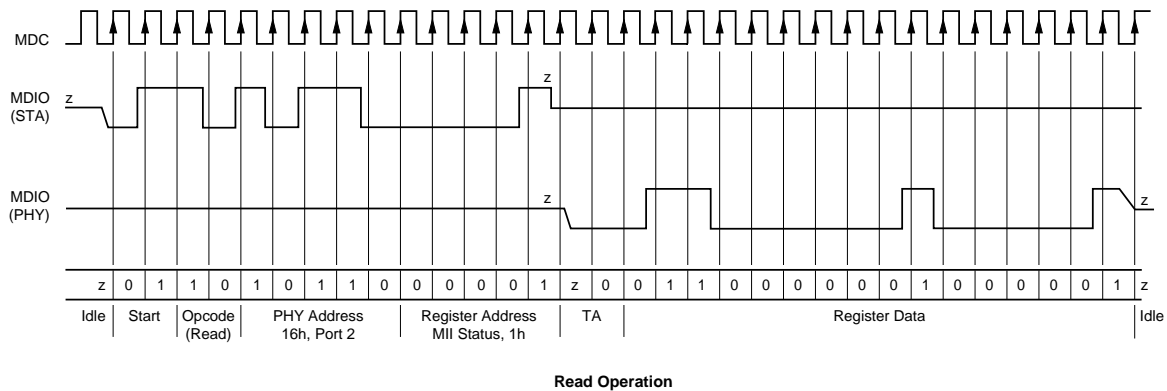 MDC
z
MDIO
(STA)
z
MDIO
(PHY)
z
z
z 0 1 1 0 1 0 1 1 0 0 0 0 0 1 z 0 0 1 1 0 0 0 0 0 0 1 0 0 0 0 0 1 z
Idle Start Opcode PHY Address Register Address TA Register Data Idle
(Read) 16h, Port 2 MII Status, 1h
Read Operation